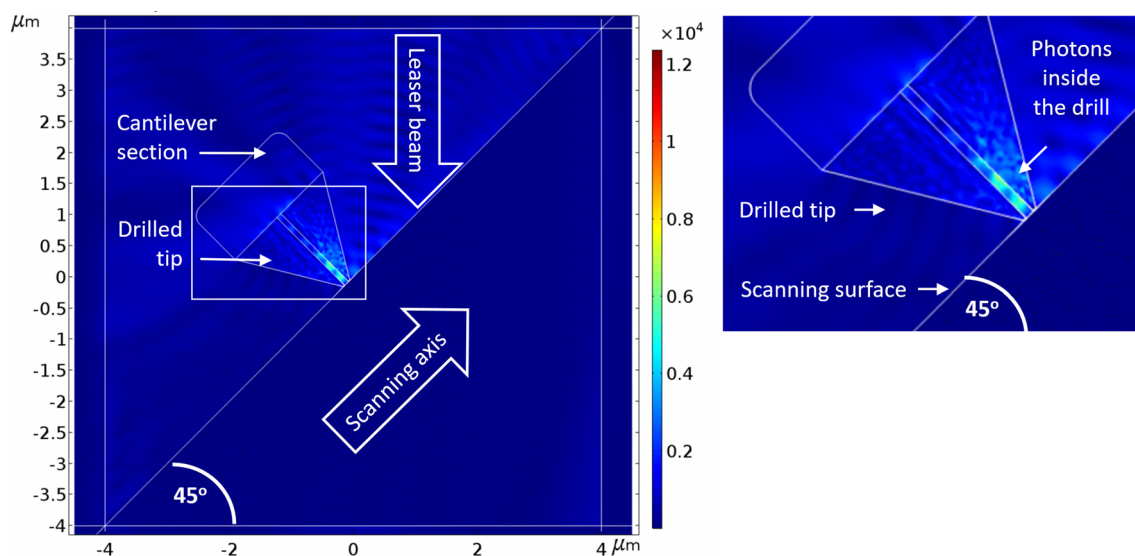 μm
3.5
3
2.5
2
1.5
1
0.5
0
-0.5
-1
-1.5
-2
-2.5
-3
-3.5
-4
-4
-2
0
2
4
μm
×10⁴
1.2
1
0.8
0.6
0.4
0.2
Cantilever
section
Drilled
tip
Leaser beam
Scanning axis
45º
Photons
inside
the drill
Drilled tip
Scanning surface
45º